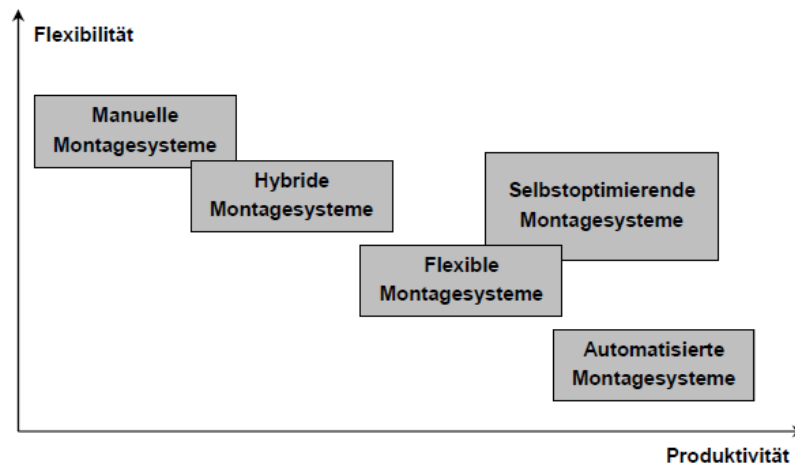 Flexibilität
Manuelle
Montagesysteme
Hybride
Montagesysteme
Selbstoptimierende
Montagesysteme
Flexible
Montagesysteme
Automatisierte
Montagesysteme
Produktivität